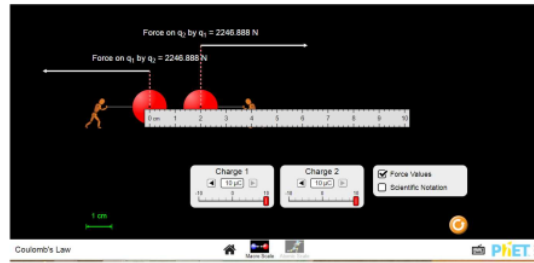 Force on q₂ by q₁ = 2246.888 N
Force on q₁ by q₂ = 2246.888 N
0 cm 1 2 3 4 5 6 7 8 9 10
Charge 1
10 μC
-10 0 10
Charge 2
10 μC
-10 0 10
Force Values
Scientific Notation
1 cm
Coulomb's Law
Macro Scale
Atomic Scale
PhET